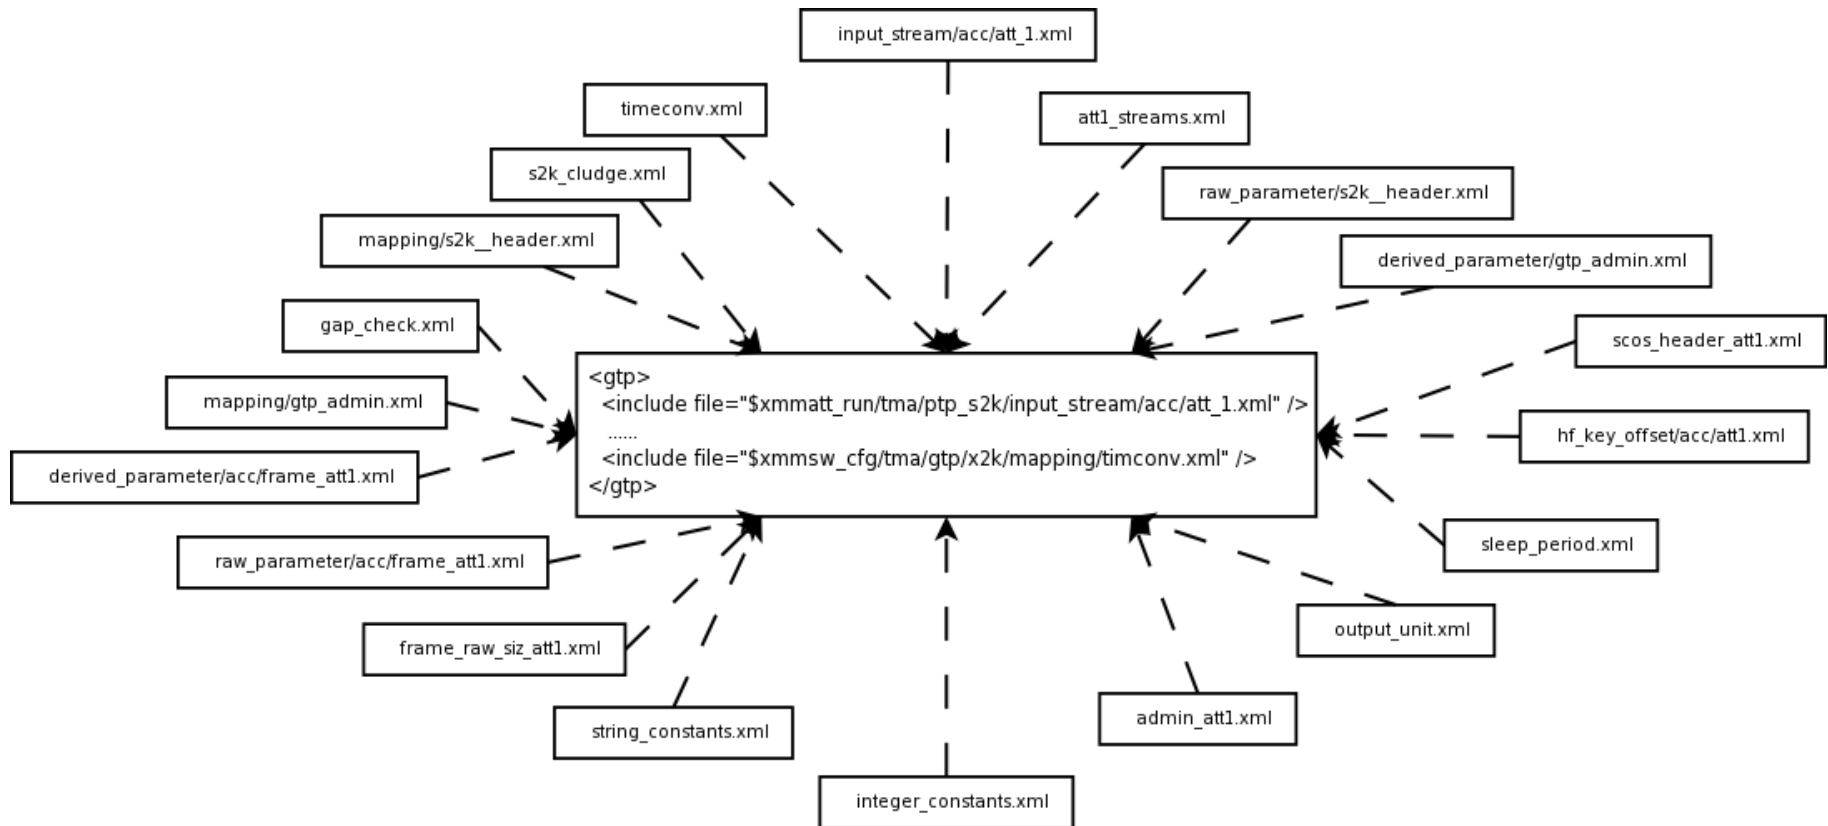 input_stream/acc/att_1.xml
timeconv.xml
att1_streams.xml
s2k_cludge.xml
raw_parameter/s2k__header.xml
mapping/s2k__header.xml
derived_parameter/gtp_admin.xml
gap_check.xml
scos_header_att1.xml
<gtp>
<include file="$xmmatt_run/tma/ptp_s2k/input_stream/acc/att_1.xml" />
......
<include file="$xmmsw_cfg/tma/gtp/x2k/mapping/timconv.xml" />
</gtp>
mapping/gtp_admin.xml
hf_key_offset/acc/att1.xml
derived_parameter/acc/frame_att1.xml
sleep_period.xml
raw_parameter/acc/frame_att1.xml
output_unit.xml
frame_raw_siz_att1.xml
admin_att1.xml
string_constants.xml
integer_constants.xml